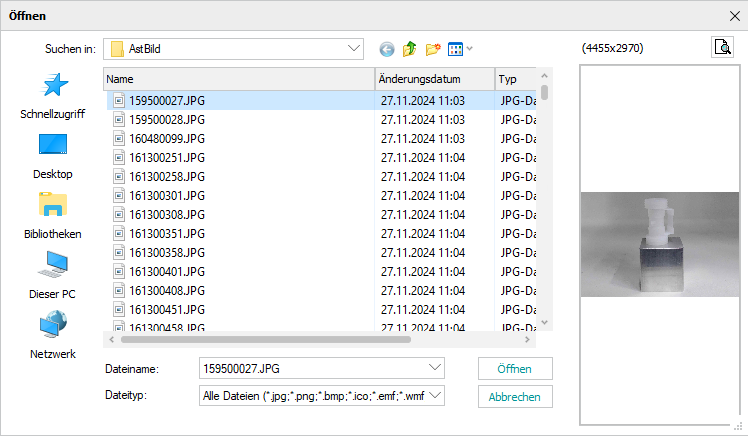 Öffnen
Suchen in: AstBild (4455x2970)
Name Änderungsdatum Typ
159500027.JPG 27.11.2024 11:03 JPG-Da
159500028.JPG 27.11.2024 11:03 JPG-Da
160480099.JPG 27.11.2024 11:03 JPG-Da
161300251.JPG 27.11.2024 11:04 JPG-Da
161300258.JPG 27.11.2024 11:04 JPG-Da
161300301.JPG 27.11.2024 11:04 JPG-Da
161300308.JPG 27.11.2024 11:04 JPG-Da
161300351.JPG 27.11.2024 11:04 JPG-Da
161300358.JPG 27.11.2024 11:04 JPG-Da
161300401.JPG 27.11.2024 11:04 JPG-Da
161300408.JPG 27.11.2024 11:04 JPG-Da
161300451.JPG 27.11.2024 11:04 JPG-Da
161300458.JPG 27.11.2024 11:04 JPG-Da
Schnellzugriff
Desktop
Bibliotheken
Dieser PC
Netzwerk
Dateiname: 159500027.JPG Öffnen
Dateityp: Alle Dateien (*.jpg;*.png;*.bmp;*.ico;*.emf;*.wmf Abbrechen